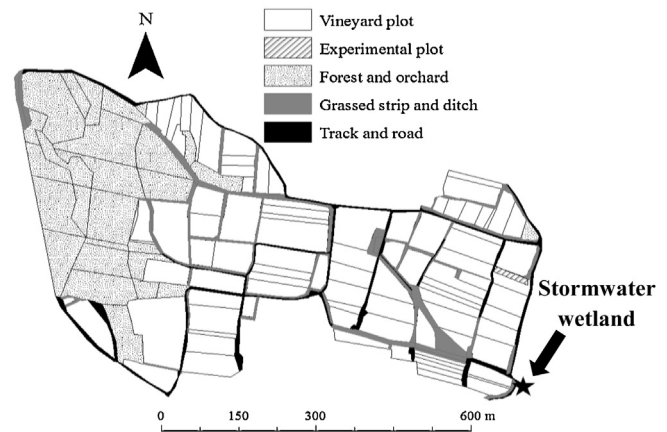 N
Vineyard plot
Experimental plot
Forest and orchard
Grassed strip and ditch
Track and road
Stormwater
wetland
0 150 300 600 m